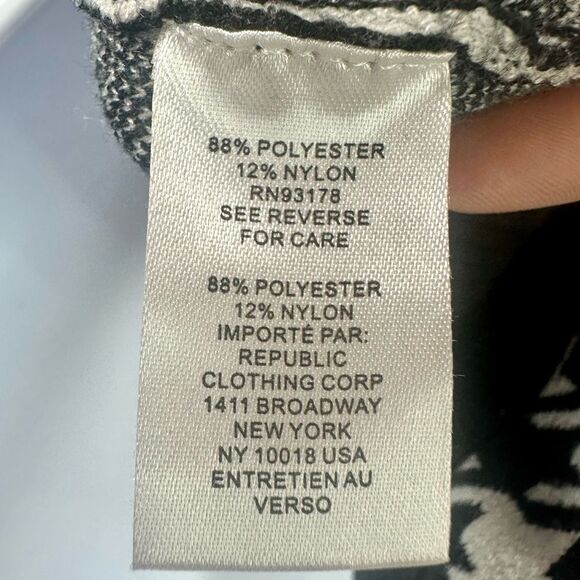 88% POLYESTER
12% NYLON
RN93178
SEE REVERSE
FOR CARE
88% POLYESTER
12% NYLON
IMPORTÉ PAR:
REPUBLIC
CLOTHING CORP
1411 BROADWAY
NEW YORK
NY 10018 USA
ENTRETIEN AU
VERSO